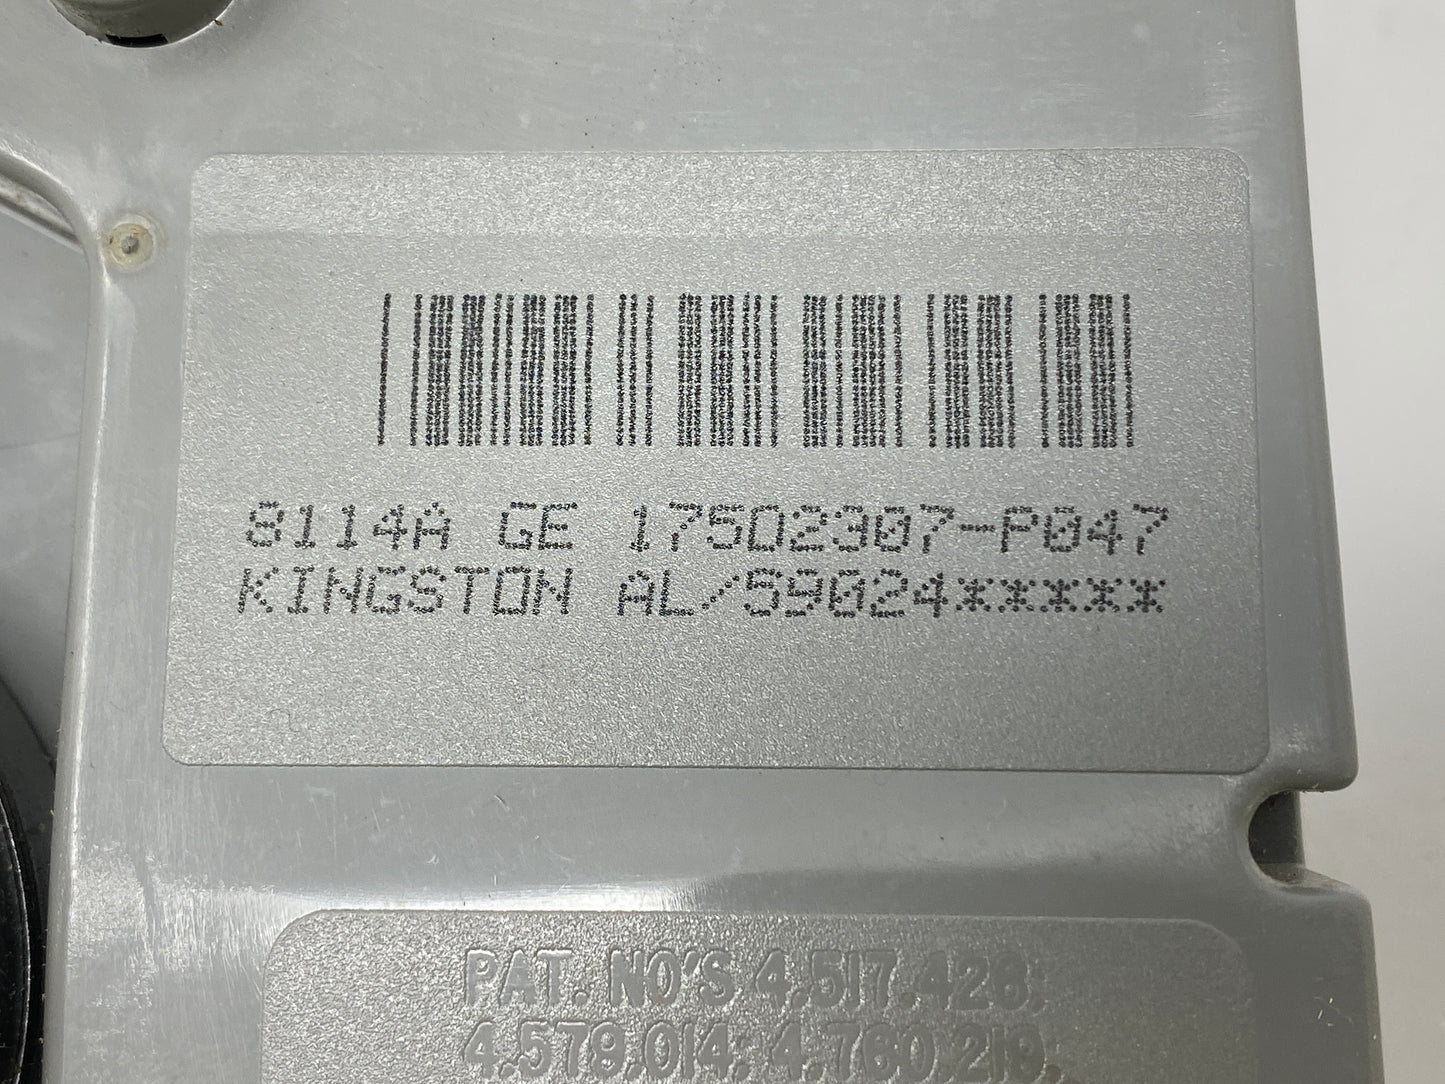 8114A GE 175D2307-P047
KINGSTON AL/59024*****
PAT. NO'S 4.517.428;
4.579.014; 4.760.219.